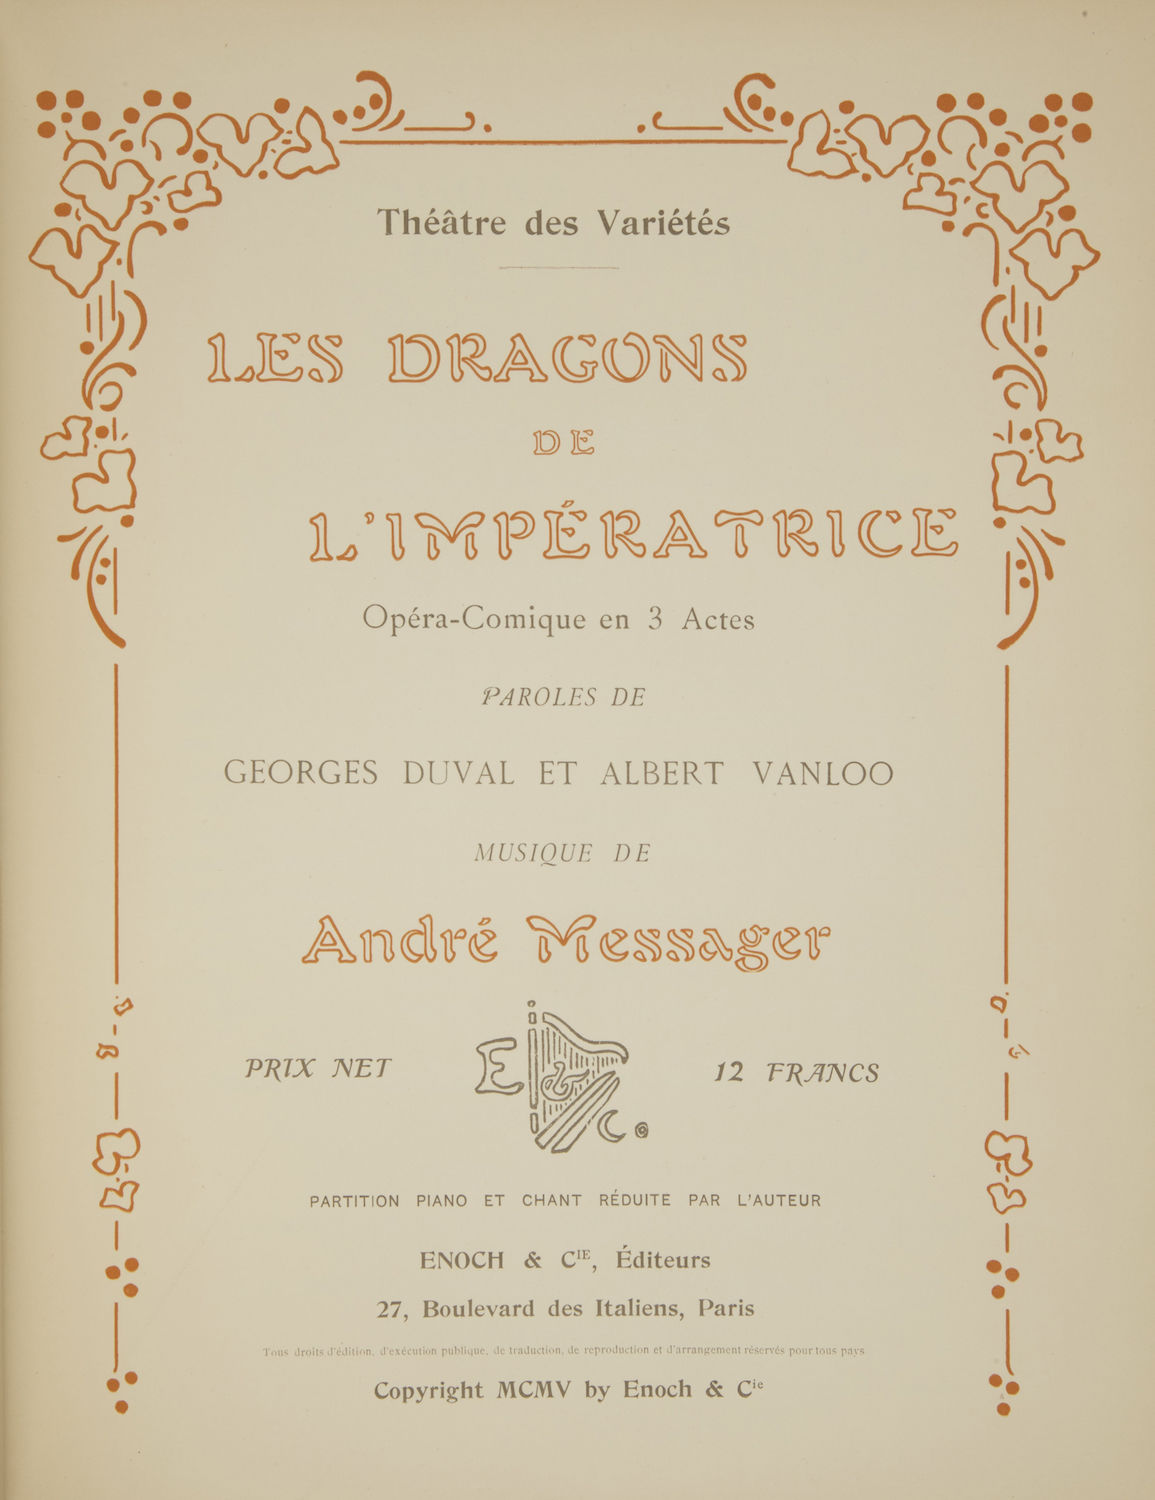 Théâtre des Variétés
LES DRAGONS
DE
L'IMPÉRATRICE
Opéra-Comique en 3 Actes
PAROLES DE
GEORGES DUVAL ET ALBERT VANLOO
MUSIQUE DE
André Messager
PRIX NET E & C. 12 FRANCS
PARTITION PIANO ET CHANT RÉDUITE PAR L'AUTEUR
ENOCH & CIE, Éditeurs
27, Boulevard des Italiens, Paris
Tous droits d'édition, d'exécution publique, de traduction, de reproduction et d'arrangement réservés pour tous pays
Copyright MCMV by Enoch & Cie